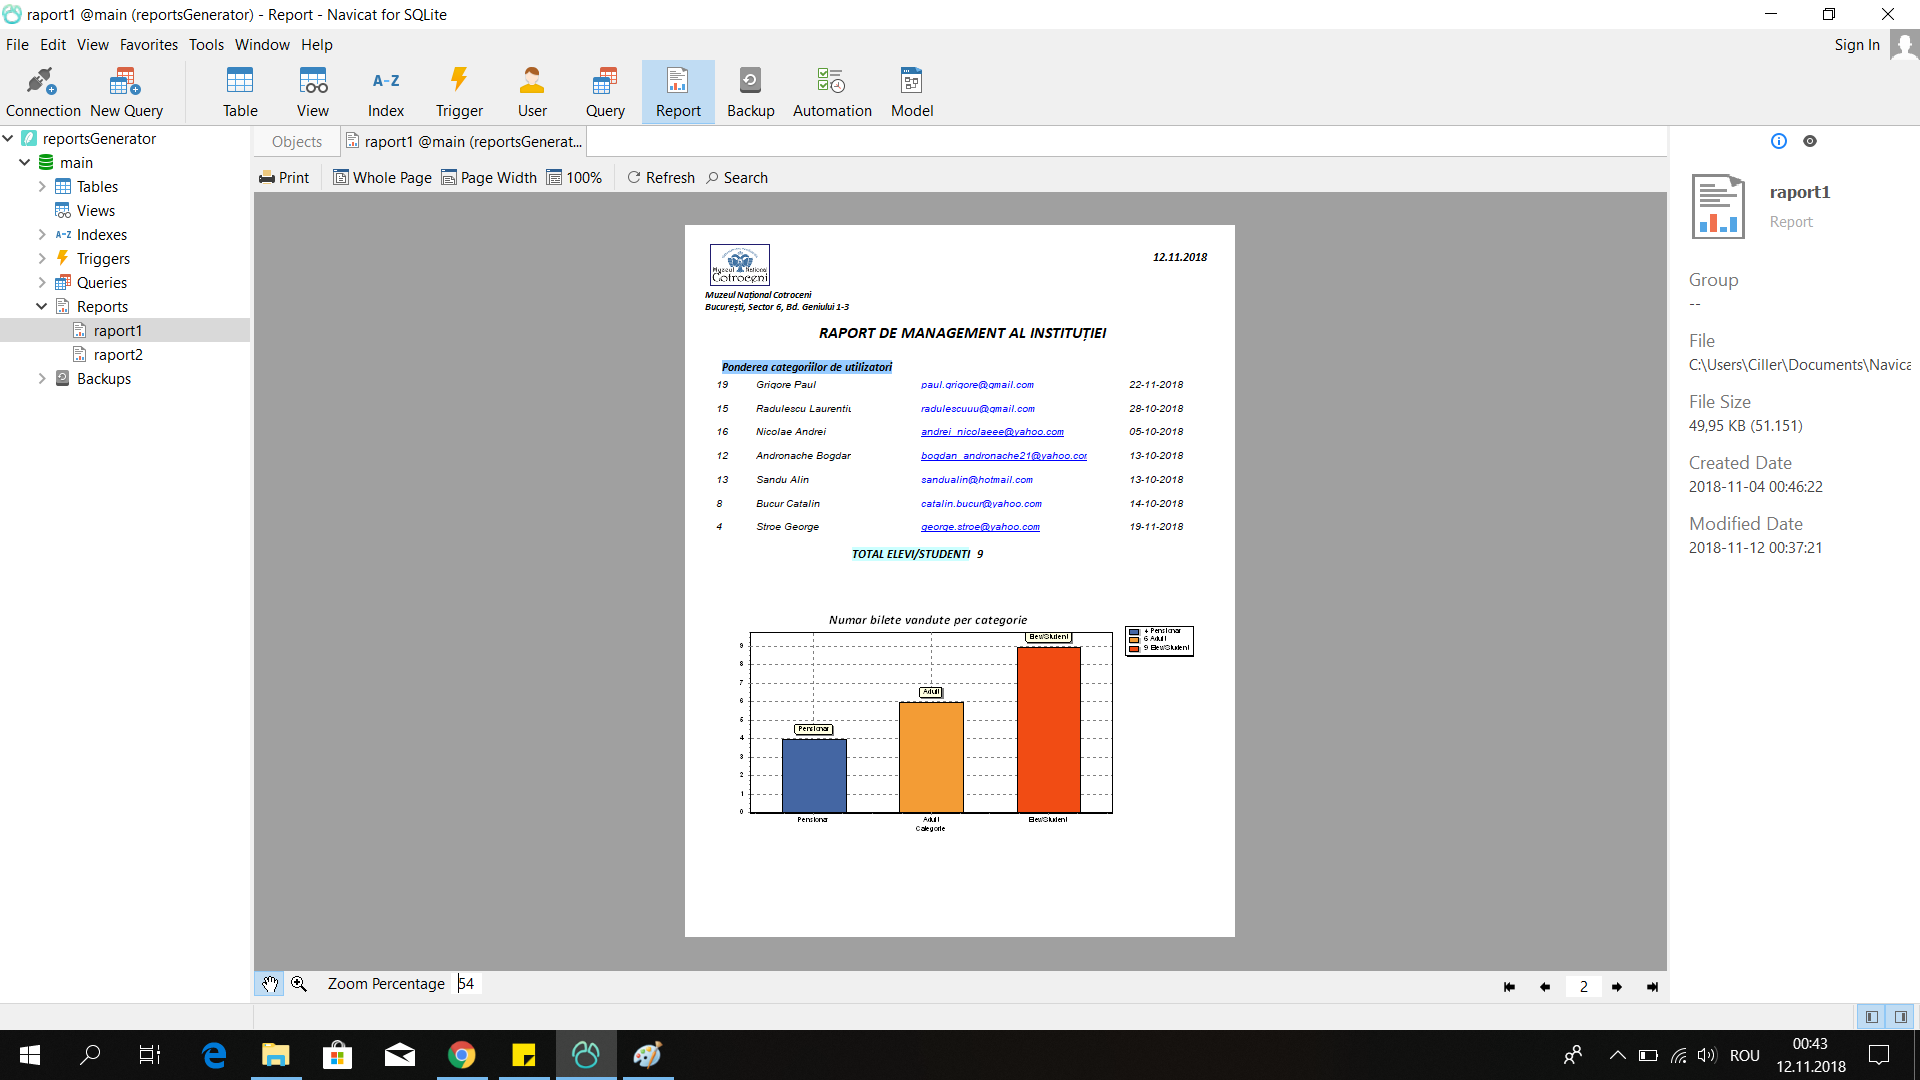 raport1 @main (reportsGenerator) - Report - Navicat for SQLite
File Edit View Favorites Tools Window Help
Sign In
Connection New Query Table View Index Trigger User Query Report Backup Automation Model
A-Z
reportsGenerator
main
Tables
Views
A-Z Indexes
Triggers
Queries
Reports
raport1
raport2
Backups
Objects raport1 @main (reportsGenerat...
Print Whole Page Page Width 100% Refresh Search
Muzeul National
Cotroceni
12.11.2018
Muzeul Național Cotroceni
București, Sector 6, Bd. Geniului 1-3
RAPORT DE MANAGEMENT AL INSTITUȚIEI
Ponderea categoriilor de utilizatori
19 Grigore Paul paul.grigore@gmail.com 22-11-2018
15 Radulescu Laurentiu radulescuuu@gmail.com 28-10-2018
16 Nicolae Andrei andrei_nicolaeee@yahoo.com 05-10-2018
12 Andronache Bogdan bogdan_andronache21@yahoo.com 13-10-2018
13 Sandu Alin sandualin@hotmail.com 13-10-2018
8 Bucur Catalin catalin.bucur@yahoo.com 14-10-2018
4 Stroe George george.stroe@yahoo.com 19-11-2018
TOTAL ELEVI/STUDENTI 9
Numar bilete vandute per categorie
4 Pensionar
6 Adult
9 Elev/Student
Elev/Student
Adult
Pensionar
9
8
7
6
5
4
3
2
1
0
Pensionar Adult Elev/Student
Categorie
Zoom Percentage 54
2
raport1
Report
Group
--
File
C:\Users\Ciller\Documents\Navica
File Size
49,95 KB (51.151)
Created Date
2018-11-04 00:46:22
Modified Date
2018-11-12 00:37:21
ROU
00:43
12.11.2018